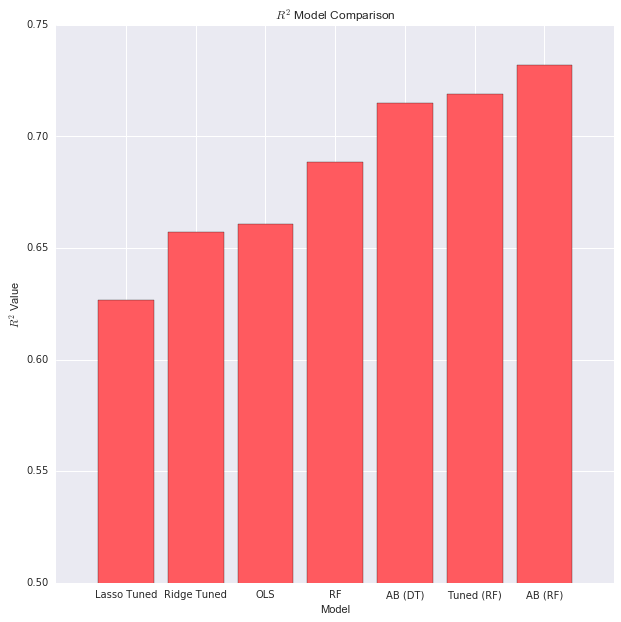 R² Model Comparison
0.75
0.70
0.65
0.60
0.55
0.50
R² Value
Lasso Tuned Ridge Tuned OLS RF AB (DT) Tuned (RF) AB (RF)
Model